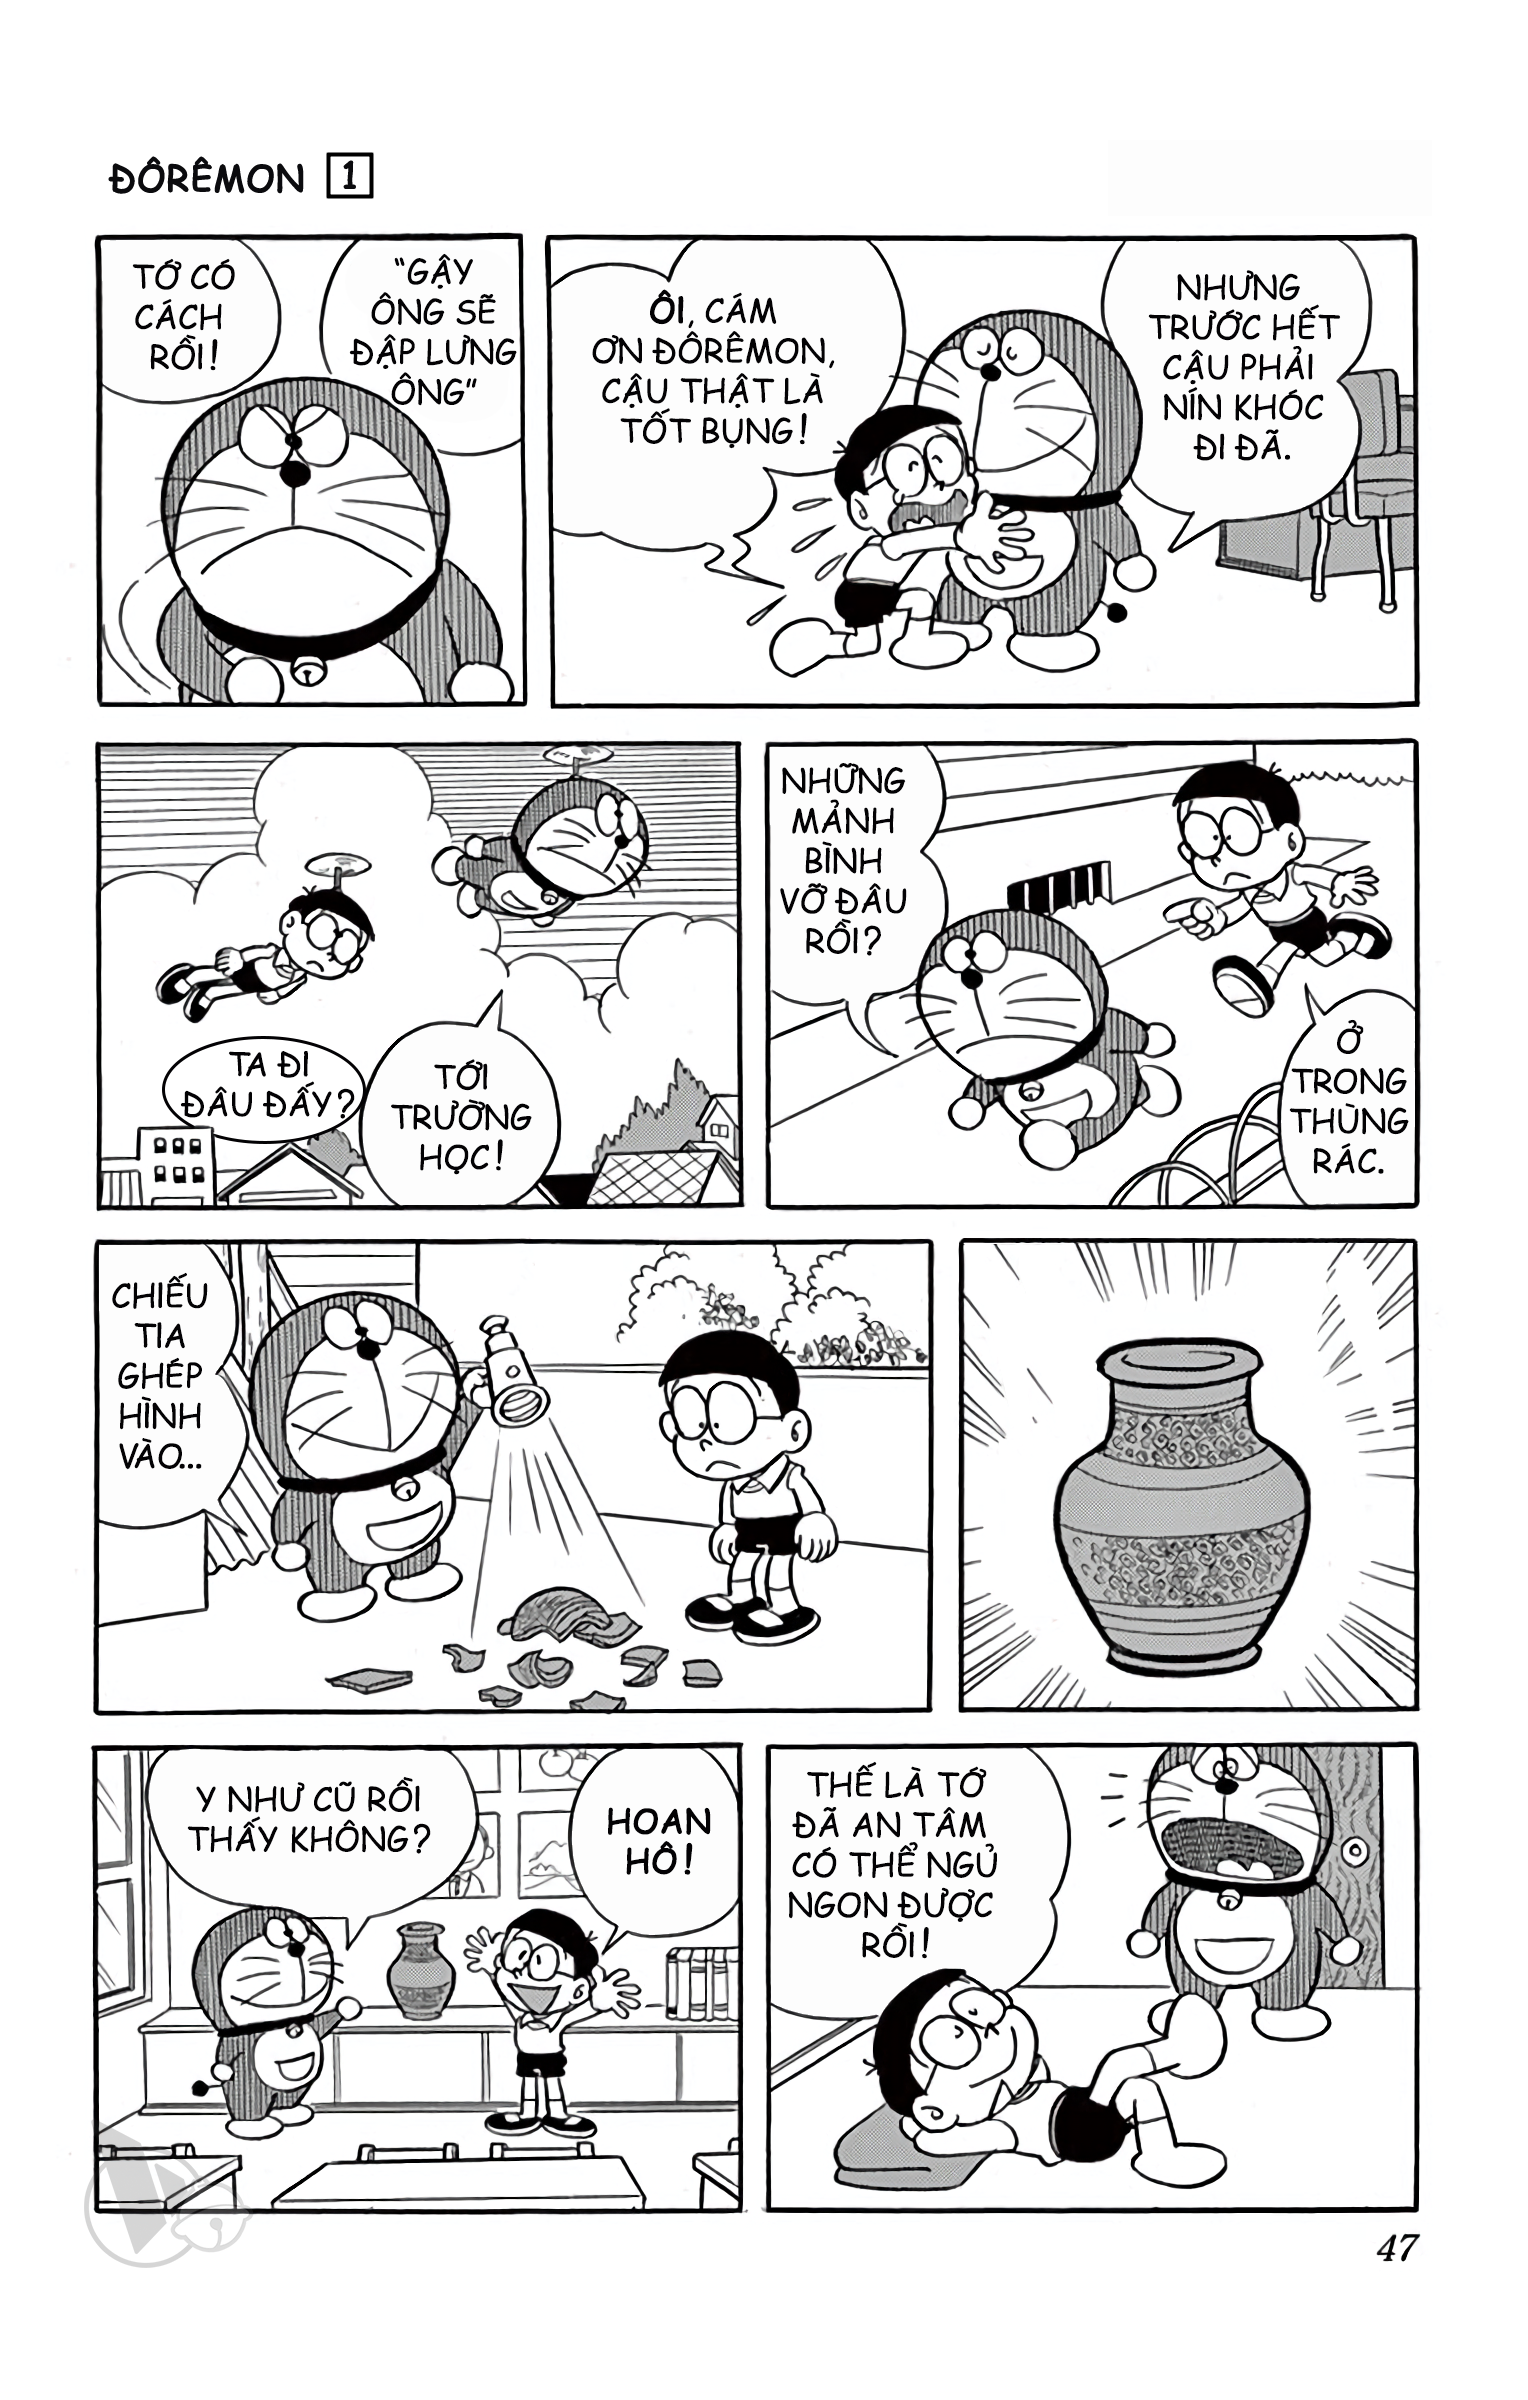 ĐÔRÊMON 1
TỚ CÓ
CÁCH
RỒI!
"GẬY
ÔNG SẼ
ĐẬP LƯNG
ÔNG"
ÔI, CÁM
ƠN ĐÔRÊMON,
CẬU THẬT LÀ
TỐT BỤNG!
NHƯNG
TRƯỚC HẾT
CẬU PHẢI
NÍN KHÓC
ĐI ĐÃ.
TA ĐI
ĐÂU ĐẤY?
TỚI
TRƯỜNG
HỌC!
NHỮNG
MẢNH
BÌNH
VỠ ĐÂU
RỒI?
Ở
TRONG
THÙNG
RÁC.
CHIẾU
TIA
GHÉP
HÌNH
VÀO...
Y NHƯ CŨ RỒI
THẤY KHÔNG?
HOAN
HÔ!
THẾ LÀ TỚ
ĐÃ AN TÂM
CÓ THỂ NGỦ
NGON ĐƯỢC
RỒI!
47